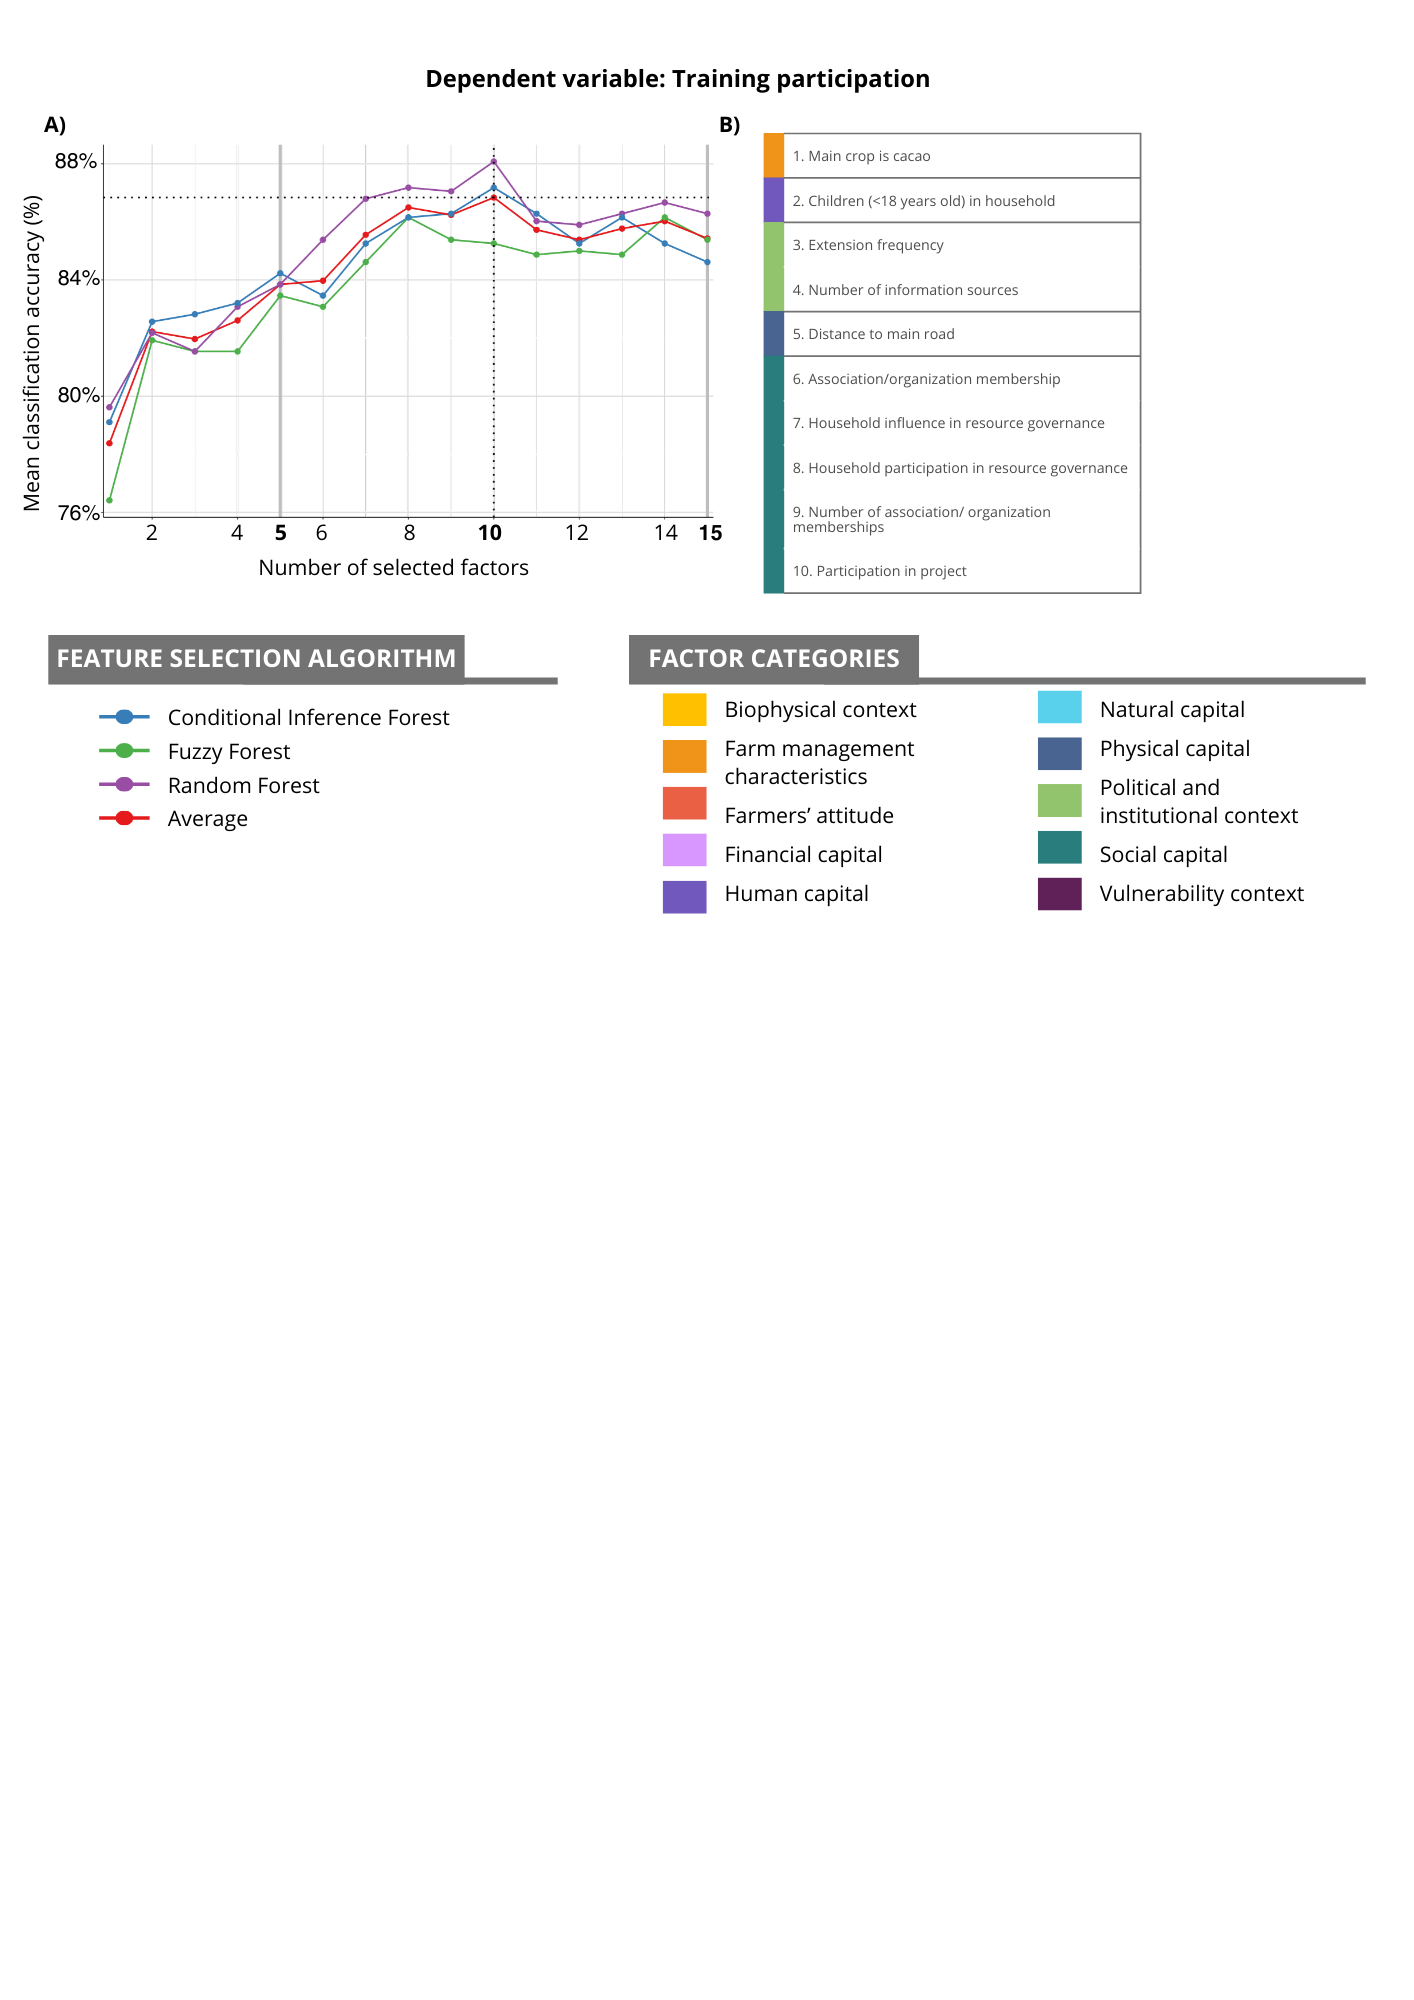 Dependent variable: Training participation
A)
88%
84%
80%
76%
Mean classification accuracy (%)
2 4 5 6 8 10 12 14 15
Number of selected factors
B)
1. Main crop is cacao
2. Children (<18 years old) in household
3. Extension frequency
4. Number of information sources
5. Distance to main road
6. Association/organization membership
7. Household influence in resource governance
8. Household participation in resource governance
9. Number of association/ organization
memberships
10. Participation in project
FEATURE SELECTION ALGORITHM
Conditional Inference Forest
Fuzzy Forest
Random Forest
Average
FACTOR CATEGORIES
Biophysical context
Farm management
characteristics
Farmers’ attitude
Financial capital
Human capital
Natural capital
Physical capital
Political and
institutional context
Social capital
Vulnerability context